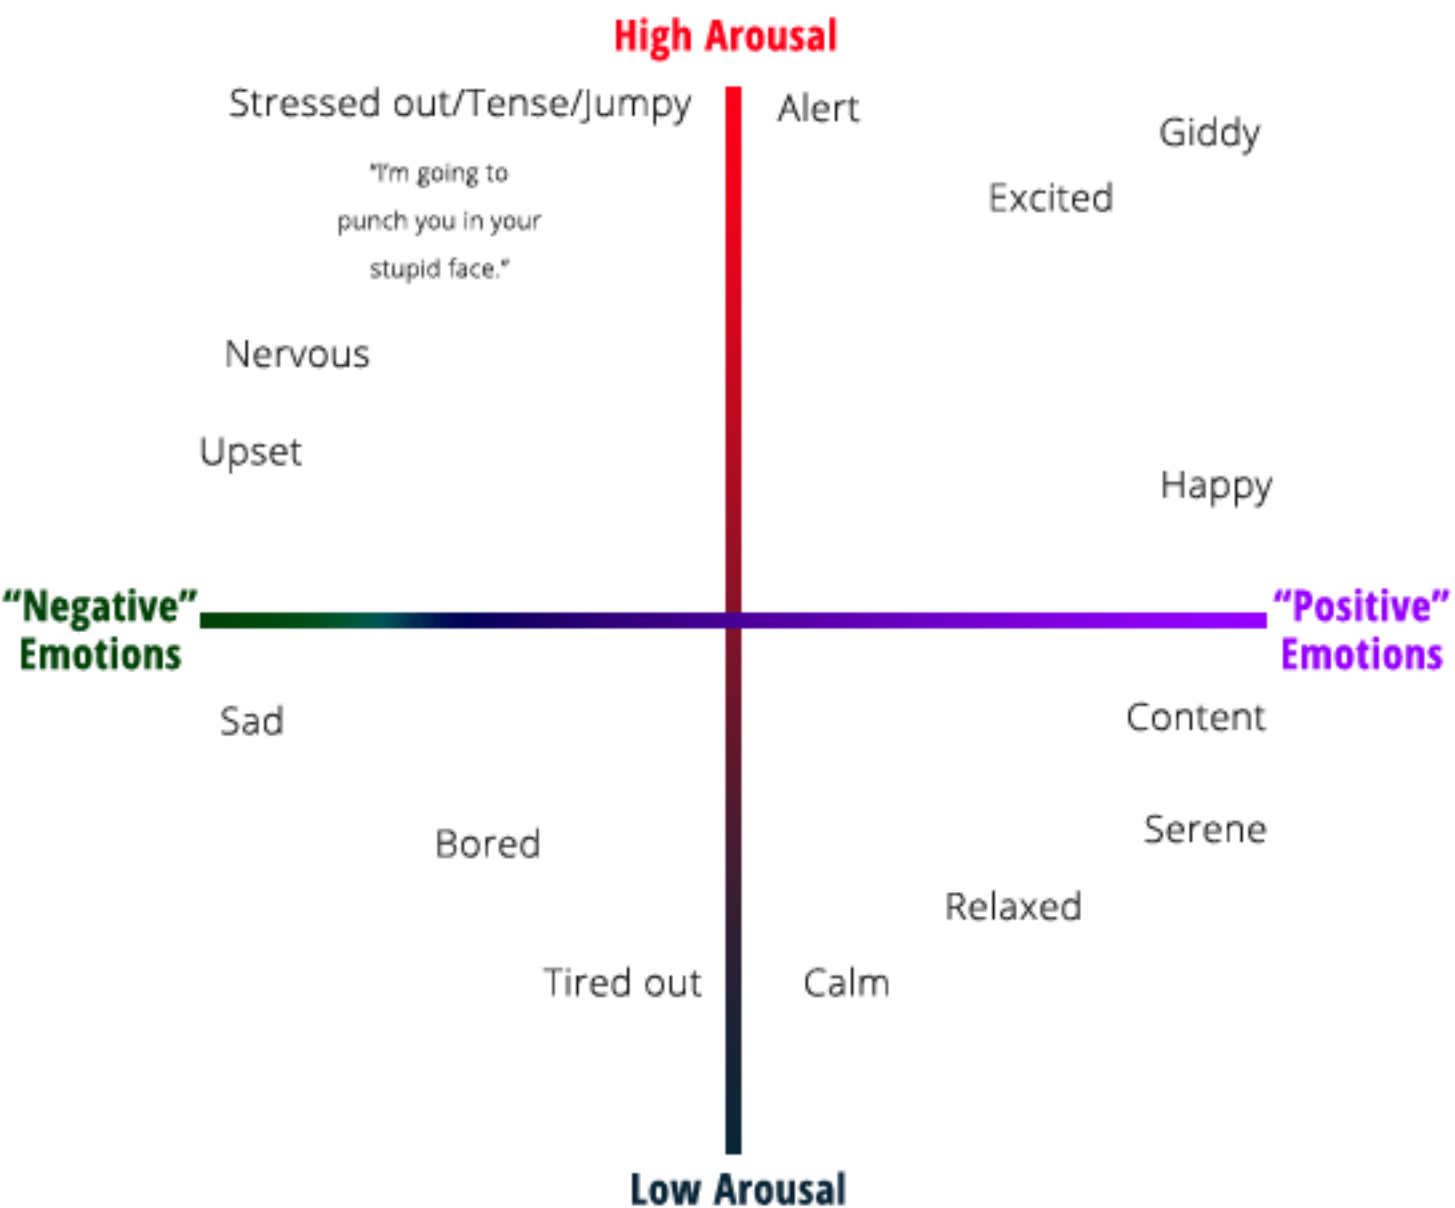 High Arousal
Stressed out/Tense/Jumpy
Alert
Giddy
"I'm going to
punch you in your
stupid face."
Excited
Nervous
Upset
Happy
“Negative”
Emotions
“Positive”
Emotions
Sad
Content
Bored
Serene
Relaxed
Tired out
Calm
Low Arousal